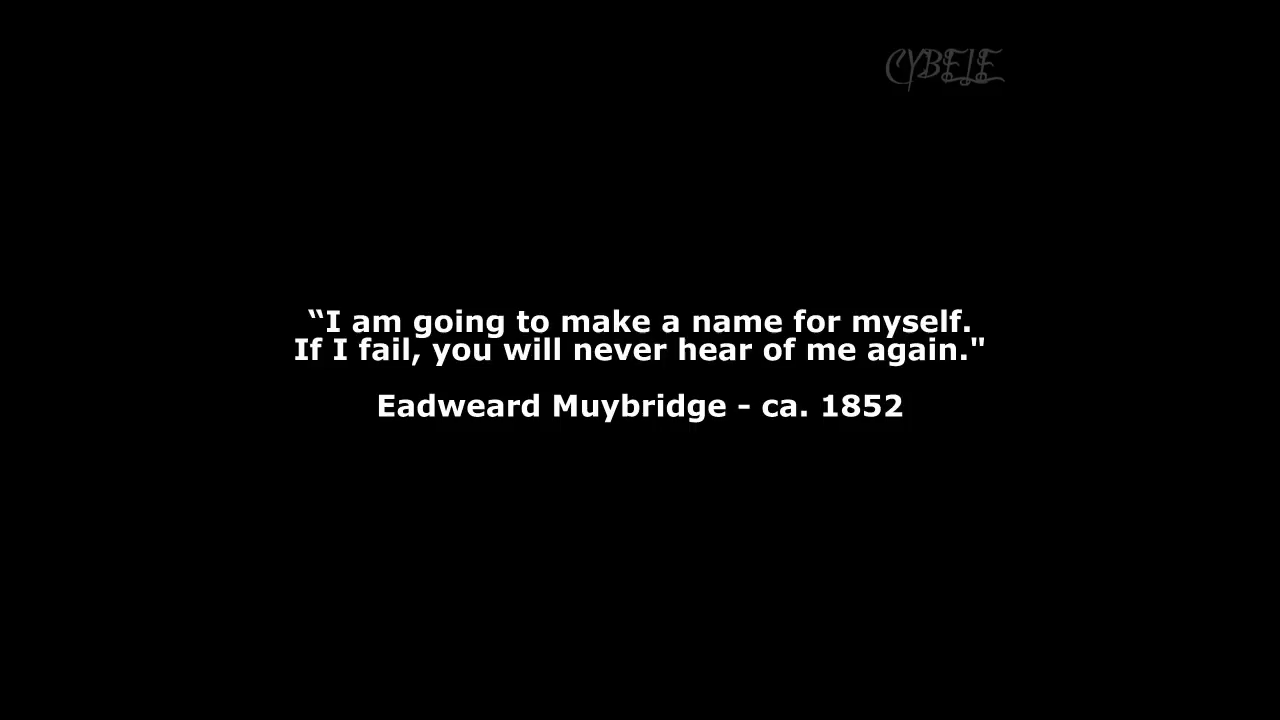 CYBELE
“I am going to make a name for myself.
If I fail, you will never hear of me again."
Eadweard Muybridge - ca. 1852